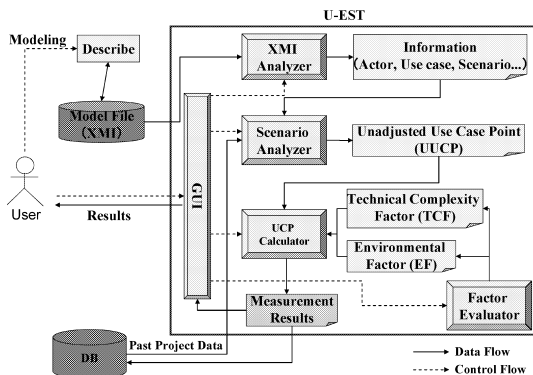 U-EST
Modeling
Describe
XMI
Analyzer
Information
(Actor, Use case, Scenario...)
Model File
(XMI)
Scenario
Analyzer
Unadjusted Use Case Point
(UUCP)
GUI
User
Results
UCP
Calculator
Technical Complexity
Factor (TCF)
Environmental
Factor (EF)
Measurement
Results
Factor
Evaluator
DB
Past Project Data
Data Flow
Control Flow